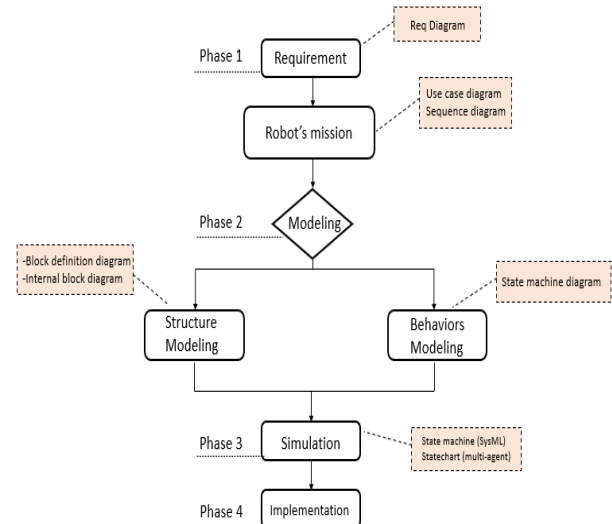 Req Diagram
Phase 1
Requirement
Use case diagram
Sequence diagram
Robot's mission
Phase 2
Modeling
-Block definition diagram
-Internal block diagram
State machine diagram
Structure
Modeling
Behaviors
Modeling
Phase 3
Simulation
State machine (SysML)
Statechart (multi-agent)
Phase 4
Implementation